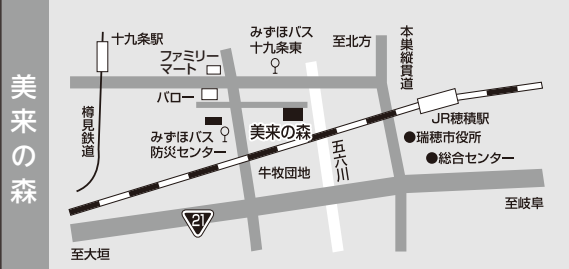 美来の森
十九条駅
ファミリー
マート
バロー
みずほバス
十九条東
至北方
本巣縦貫道
樽見鉄道
みずほバス
防災センター
美来の森
JR穂積駅
●瑞穂市役所
●総合センター
五六川
牛牧団地
21
至大垣
至岐阜